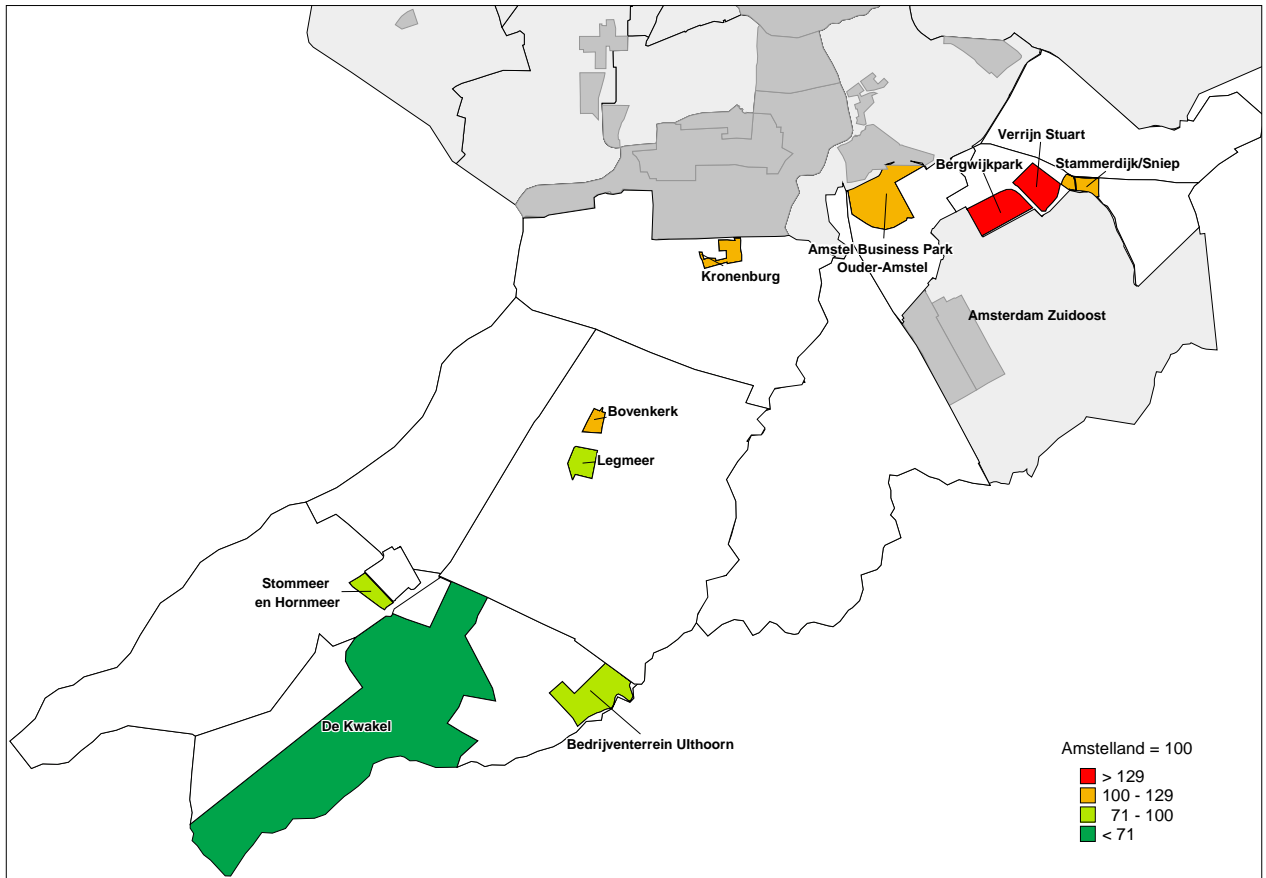 Verrijn Stuart
Bergwijkpark
Stammerdijk/Sniep
Amstel Business Park
Ouder-Amstel
Kronenburg
Amsterdam Zuidoost
Bovenkerk
Legmeer
Stommeer
en Hornmeer
De Kwakel
Bedrijventerrein UIthoorn
Amstelland = 100
> 129
100 - 129
71 - 100
< 71